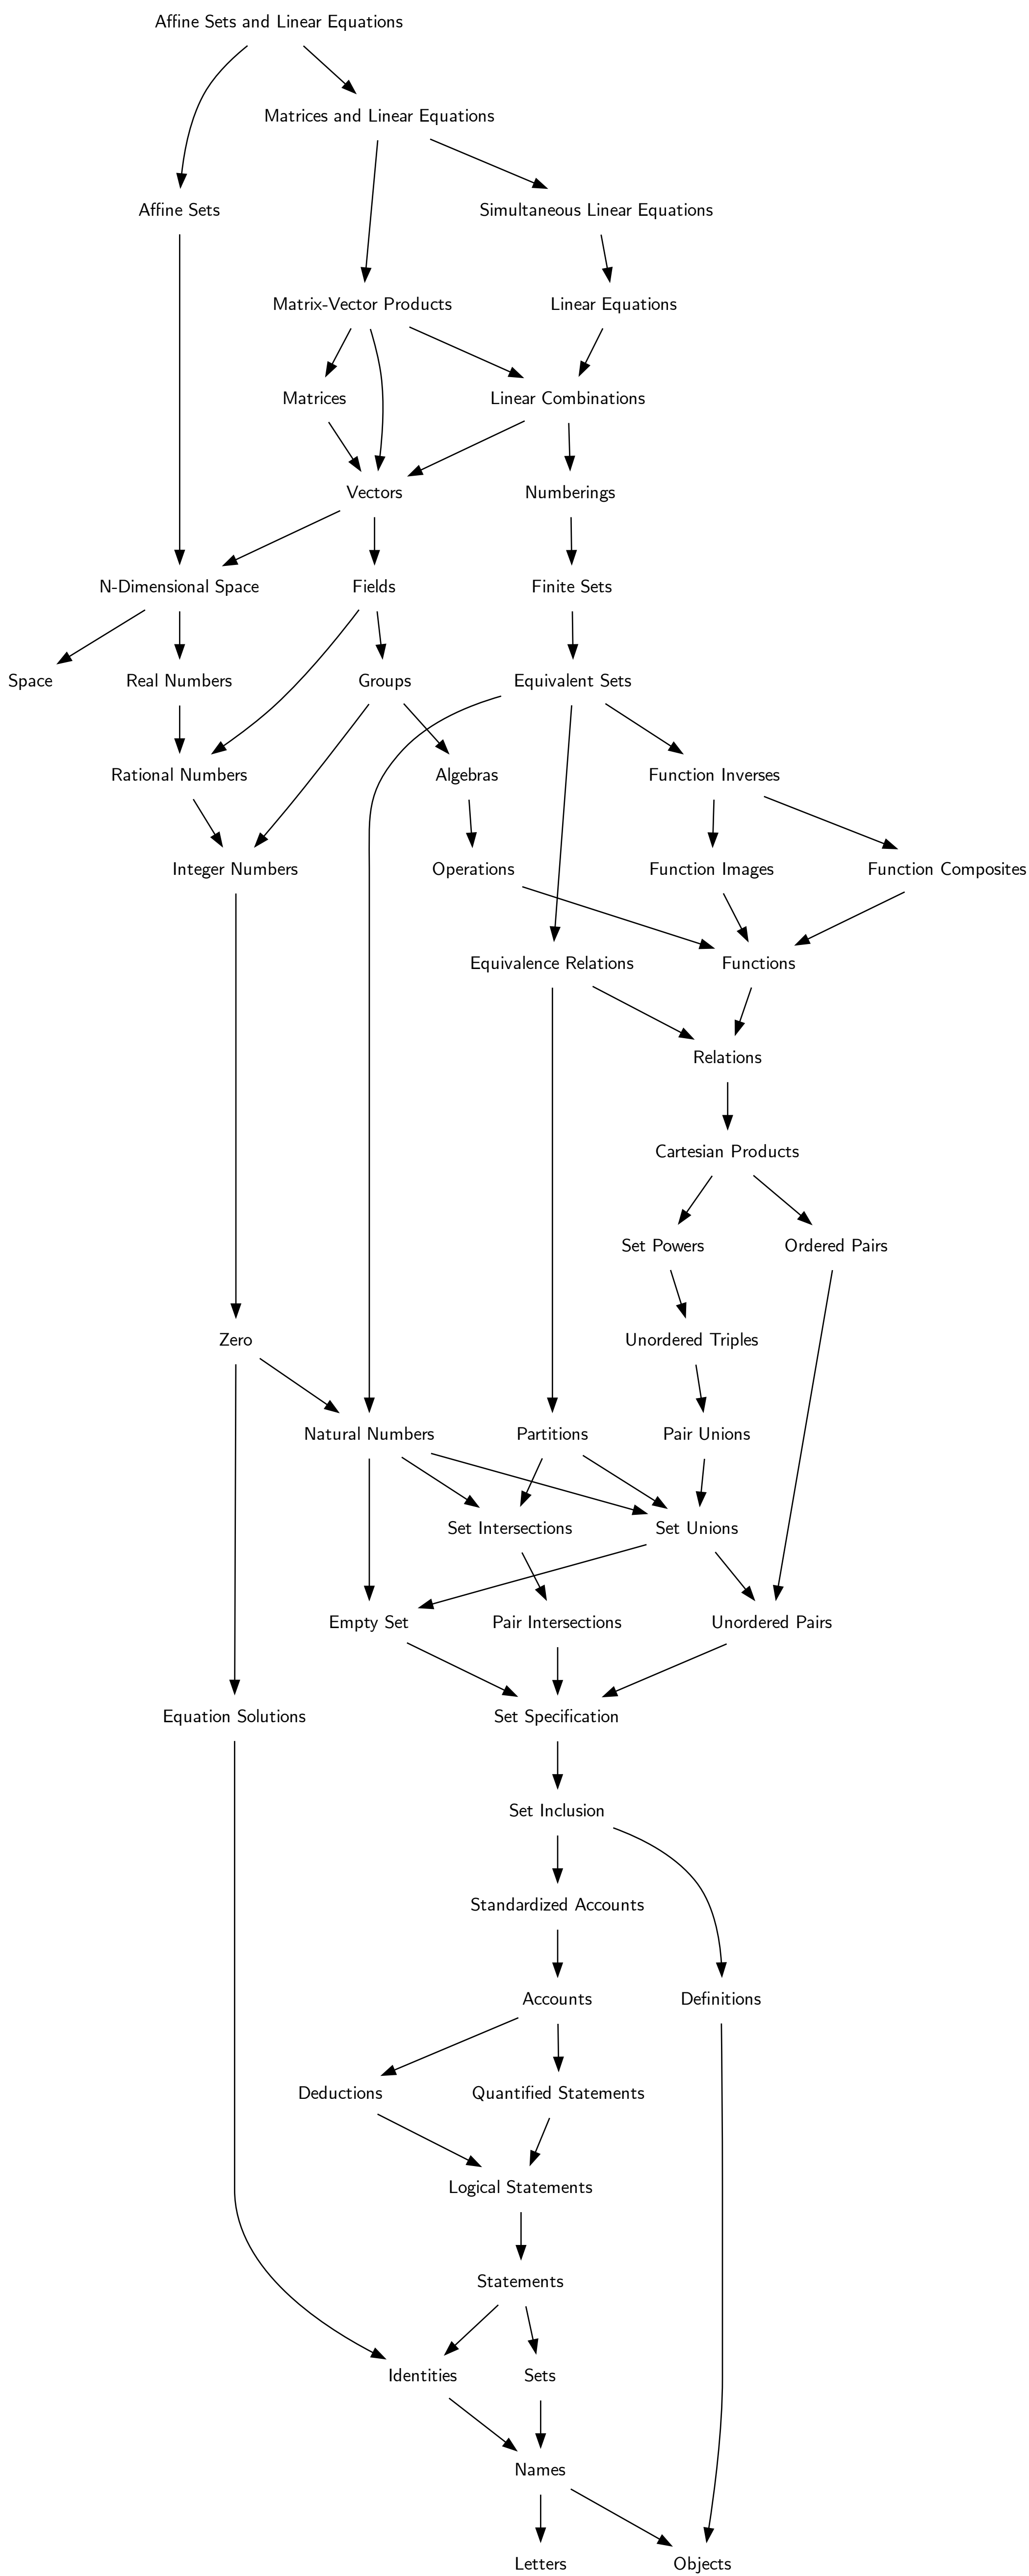 Affine Sets and Linear Equations
Matrices and Linear Equations
Affine Sets
Simultaneous Linear Equations
Matrix-Vector Products
Linear Equations
Matrices
Linear Combinations
Vectors
Numberings
N-Dimensional Space
Fields
Finite Sets
Space
Real Numbers
Groups
Equivalent Sets
Rational Numbers
Algebras
Function Inverses
Integer Numbers
Operations
Function Images
Function Composites
Equivalence Relations
Functions
Relations
Cartesian Products
Set Powers
Ordered Pairs
Zero
Unordered Triples
Natural Numbers
Partitions
Pair Unions
Set Intersections
Set Unions
Empty Set
Pair Intersections
Unordered Pairs
Equation Solutions
Set Specification
Set Inclusion
Standardized Accounts
Accounts
Definitions
Deductions
Quantified Statements
Logical Statements
Statements
Identities
Sets
Names
Letters
Objects